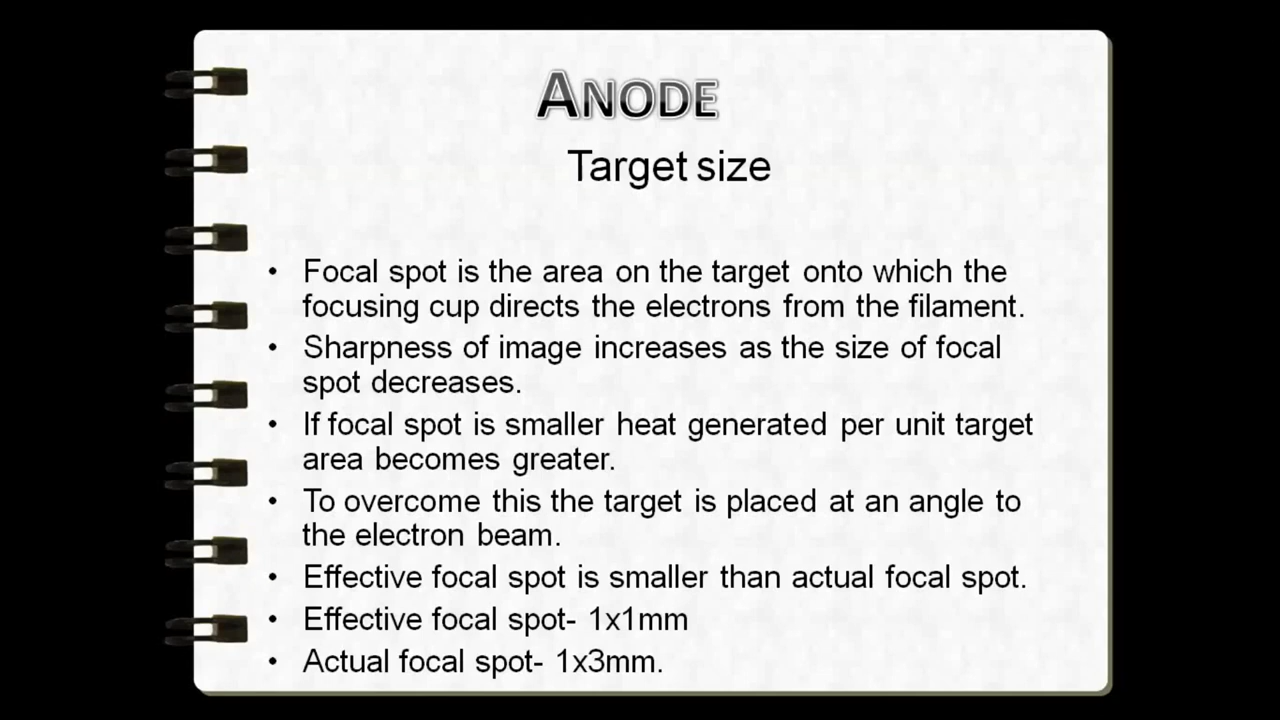 ANODE
Target size
• Focal spot is the area on the target onto which the
focusing cup directs the electrons from the filament.
• Sharpness of image increases as the size of focal
spot decreases.
• If focal spot is smaller heat generated per unit target
area becomes greater.
• To overcome this the target is placed at an angle to
the electron beam.
• Effective focal spot is smaller than actual focal spot.
• Effective focal spot- 1x1mm
• Actual focal spot- 1x3mm.